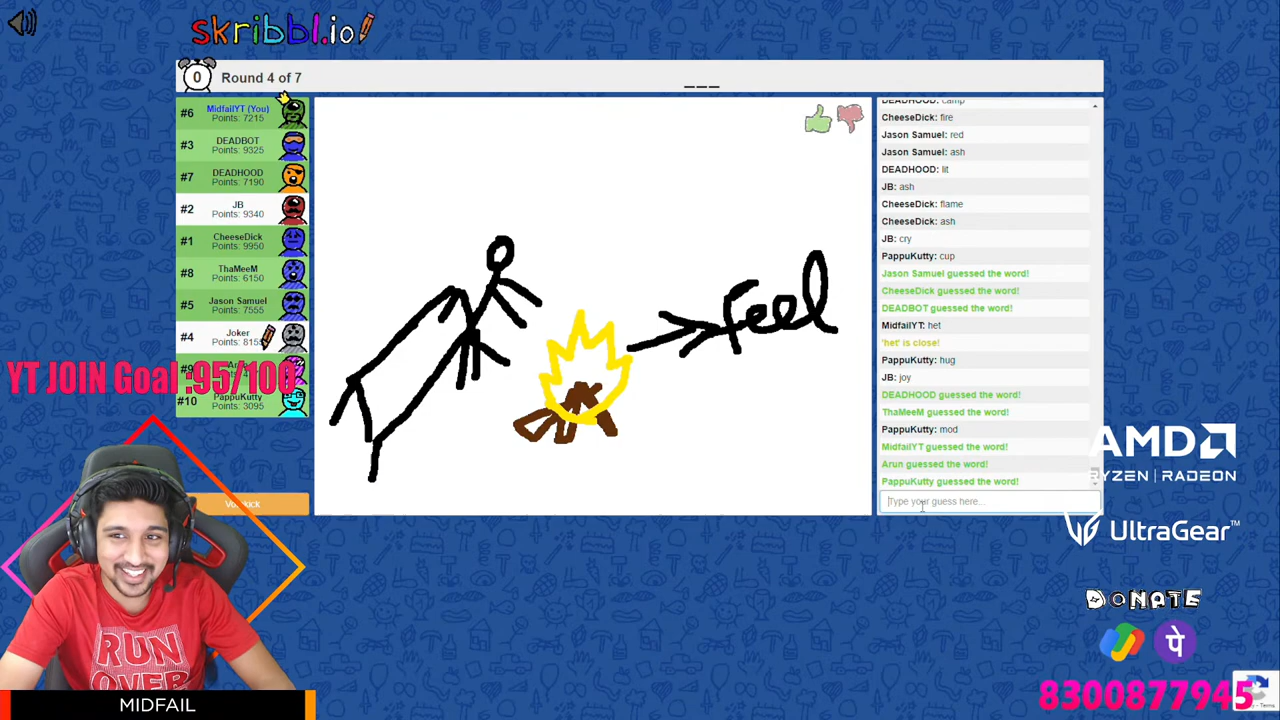 skribbl.io
0
Round 4 of 7
___
#6 MidfailYT (You)
Points: 7215
#3 DEADBOT
Points: 9325
#7 DEADHOOD
Points: 7190
#2 JB
Points: 9340
#1 CheeseDick
Points: 9950
#8 ThaMeeM
Points: 6150
#5 Jason Samuel
Points: 7555
#4 Joker
YT JOIN Goal :95/100
#10 PappuKutty
Points: 3095
feel
DEADHOOD: camp
CheeseDick: fire
Jason Samuel: red
Jason Samuel: ash
DEADHOOD: lit
JB: ash
CheeseDick: flame
CheeseDick: ash
JB: cry
PappuKutty: cup
Jason Samuel guessed the word!
CheeseDick guessed the word!
DEADBOT guessed the word!
MidfailYT: het
'het' is close!
PappuKutty: hug
JB: joy
DEADHOOD guessed the word!
ThaMeeM guessed the word!
PappuKutty: mod
MidfailYT guessed the word!
Arun guessed the word!
PappuKutty guessed the word!
Type your guess here...
AMD
RYZEN | RADEON
UltraGear™
DONATE
पे
8300877945
RUN
OVER
MIDFAIL